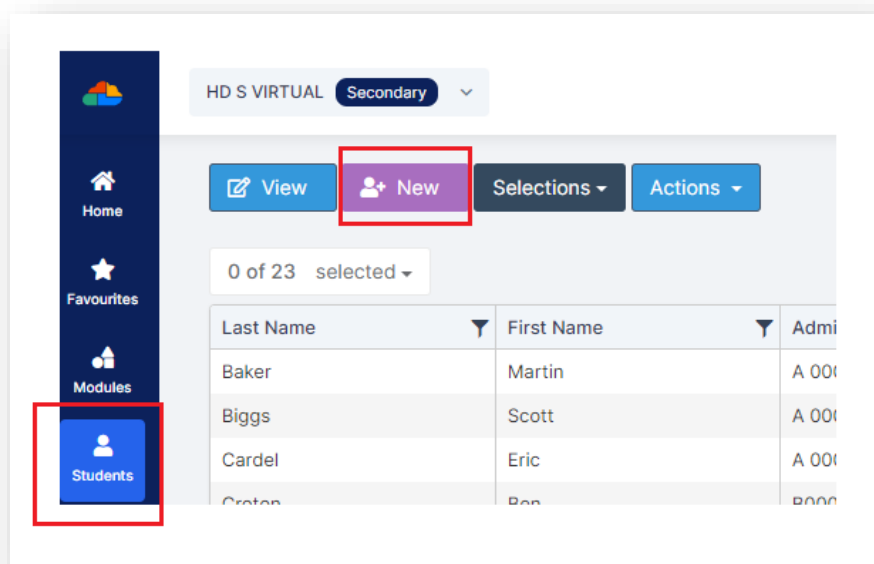 HD S VIRTUAL Secondary
View New Selections Actions
Home
0 of 23 selected
Favourites
Last Name First Name
Baker Martin
Modules
Biggs Scott
Cardel Eric
Students